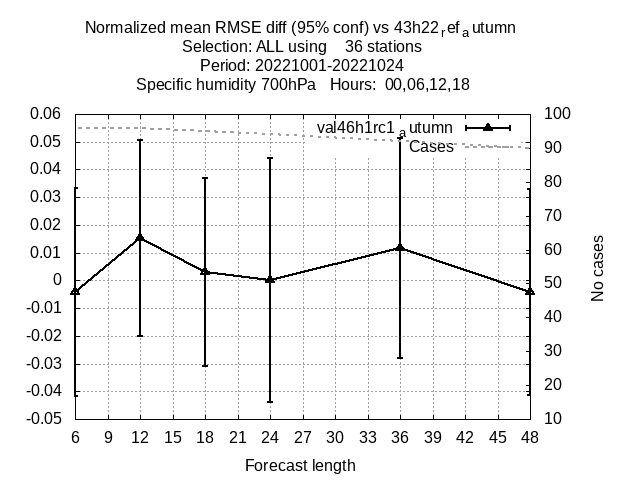 Normalized mean RMSE diff (95% conf) vs 43h22ref autumn
Selection: ALL using 36 stations
Period: 20221001-20221024
Specific humidity 700hPa Hours: 00,06,12,18
val46h1rc1 autumn
Cases
0.06
0.05
0.04
0.03
0.02
0.01
0
-0.01
-0.02
-0.03
-0.04
-0.05
100
90
80
70
60
50
40
30
20
10
No cases
6 9 12 15 18 21 24 27 30 33 36 39 42 45 48
Forecast length